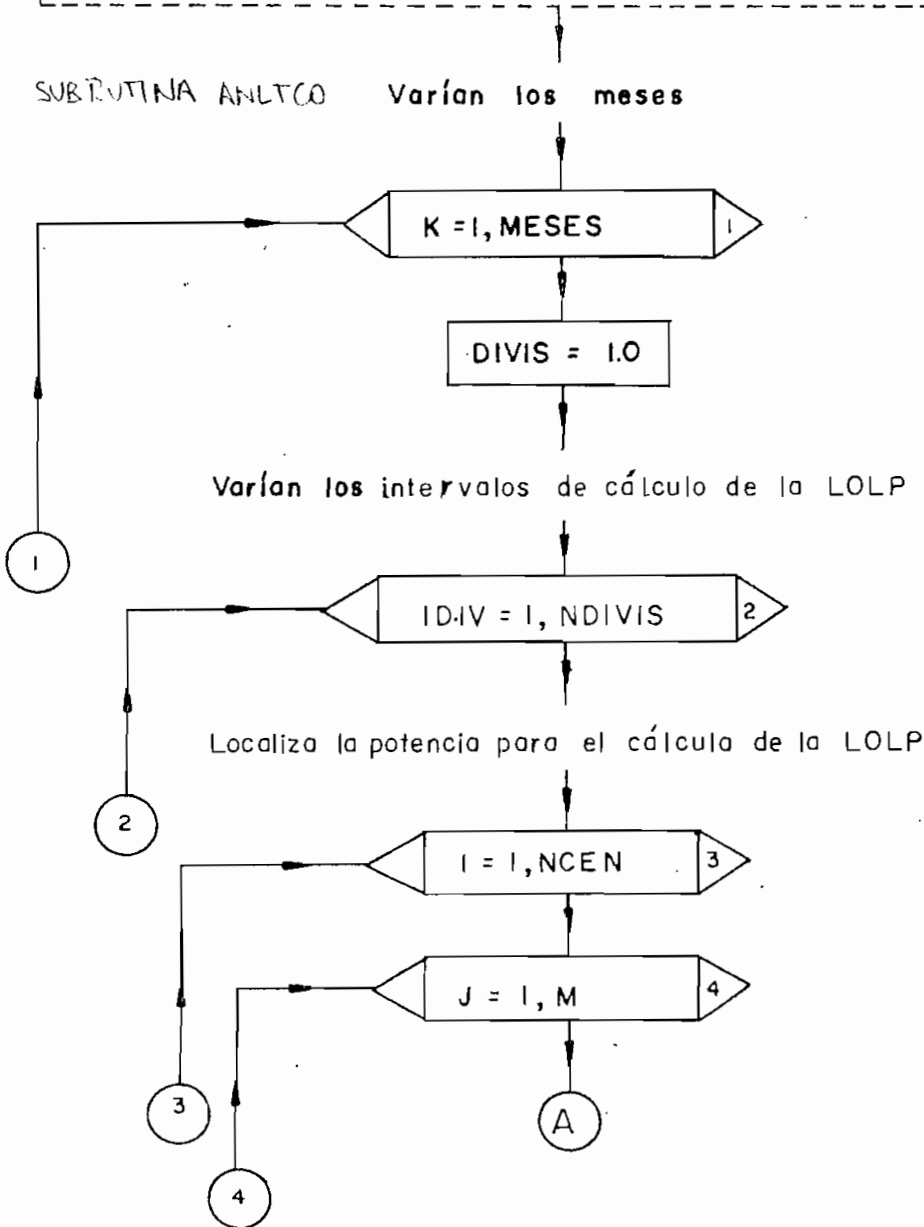 SUBRUTINA ANLTCO Varían los meses
K = 1, MESES 1
DIVIS = 1.0
Varían los intervalos de cálculo de la LOLP
1
IDIV = 1, NDIVIS 2
Localiza la potencia para el cálculo de la LOLP
2
I = 1, NCEN 3
J = 1, M 4
3
A
4